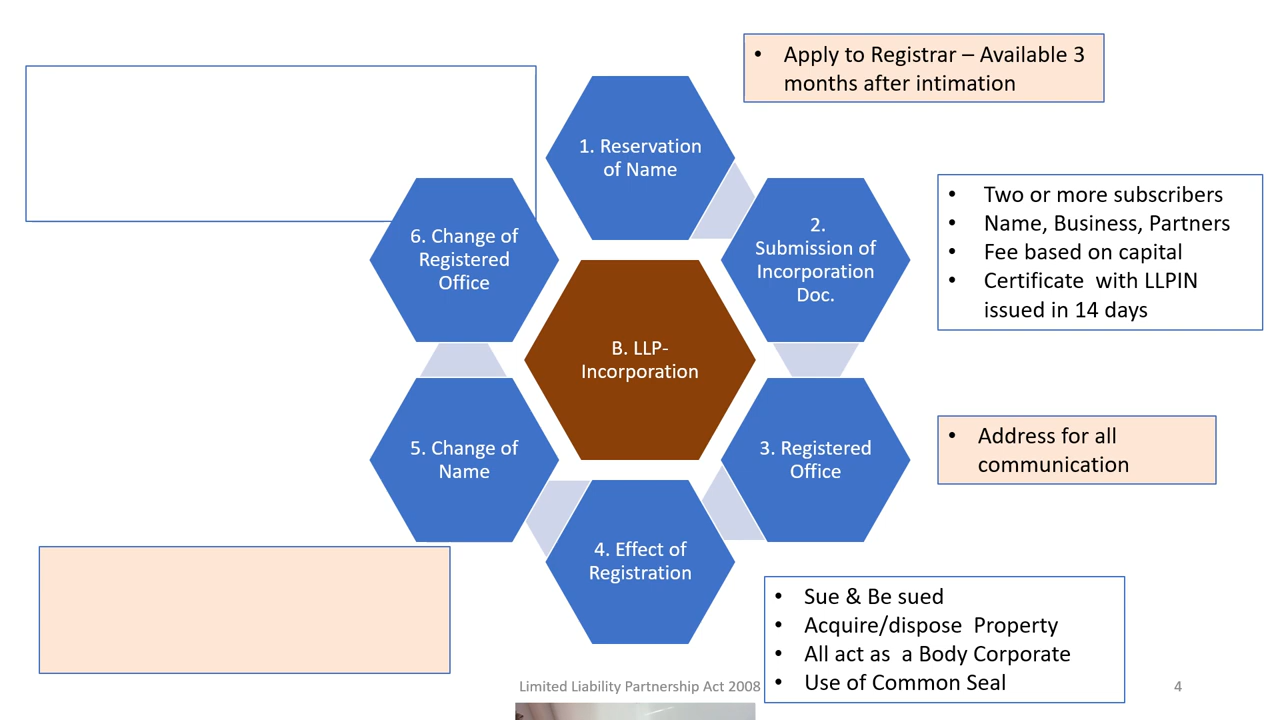 • Apply to Registrar – Available 3
months after intimation
1. Reservation
of Name
2.
Submission of
Incorporation
Doc.
• Two or more subscribers
• Name, Business, Partners
• Fee based on capital
• Certificate with LLPIN
issued in 14 days
6. Change of
Registered
Office
B. LLP-
Incorporation
3. Registered
Office
• Address for all
communication
5. Change of
Name
4. Effect of
Registration
• Sue & Be sued
• Acquire/dispose Property
• All act as a Body Corporate
• Use of Common Seal
Limited Liability Partnership Act 2008
4